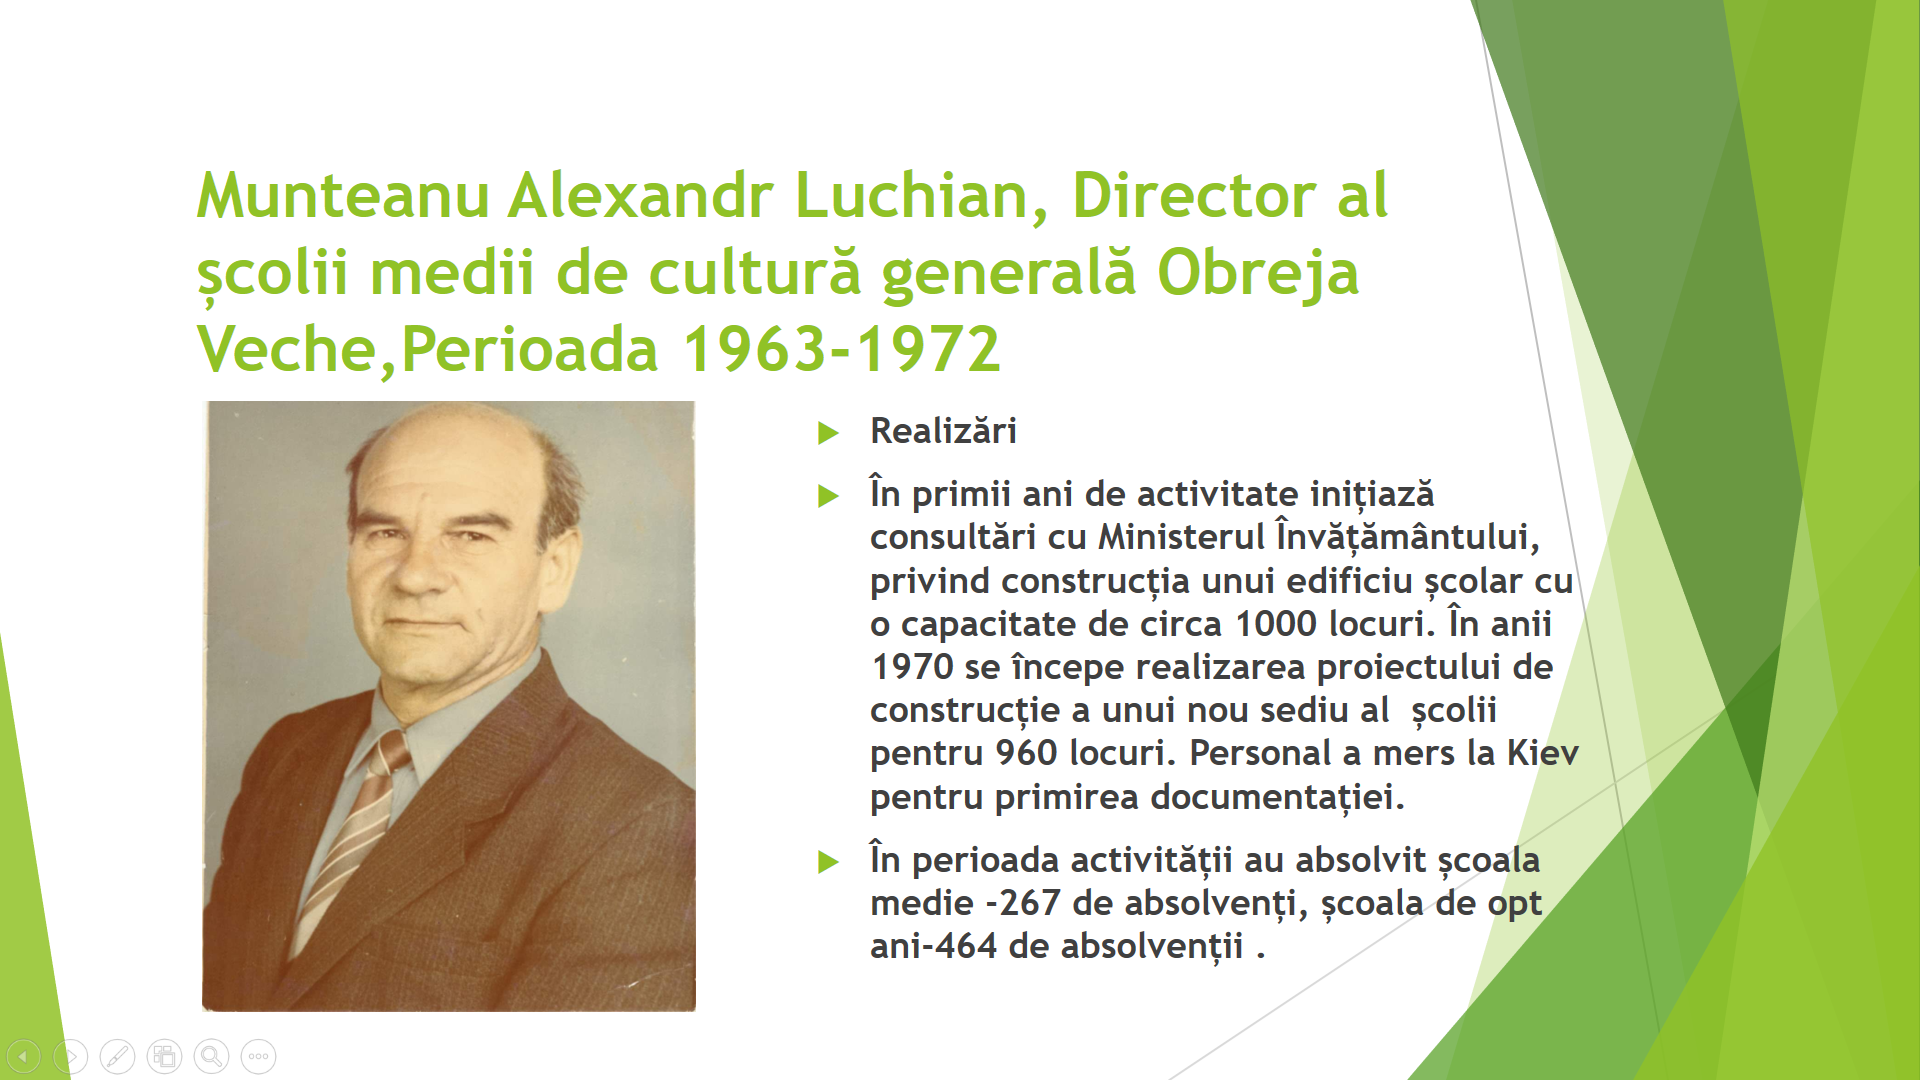 Munteanu Alexandr Luchian, Director al
școlii medii de cultură generală Obreja
Veche,Perioada 1963-1972
Realizări
În primii ani de activitate inițiază
consultări cu Ministerul Învățământului,
privind construcția unui edificiu școlar cu
o capacitate de circa 1000 locuri. În anii
1970 se începe realizarea proiectului de
construcție a unui nou sediu al  școlii
pentru 960 locuri. Personal a mers la Kiev
pentru primirea documentației.
În perioada activității au absolvit școala
medie -267 de absolvenți, școala de opt
ani-464 de absolvenții .